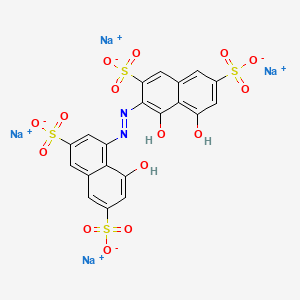 Na +
O O
O - S S O -
O O Na +
N
Na + N OH OH
O - O
S OH
O O
O S O
O -
Na +